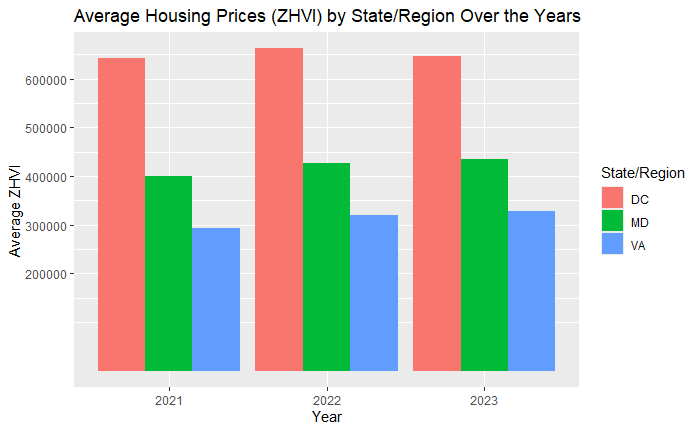 Average Housing Prices (ZHVI) by State/Region Over the Years
600000
500000
400000
300000
200000
Average ZHVI
2021
2022
2023
Year
State/Region
DC
MD
VA